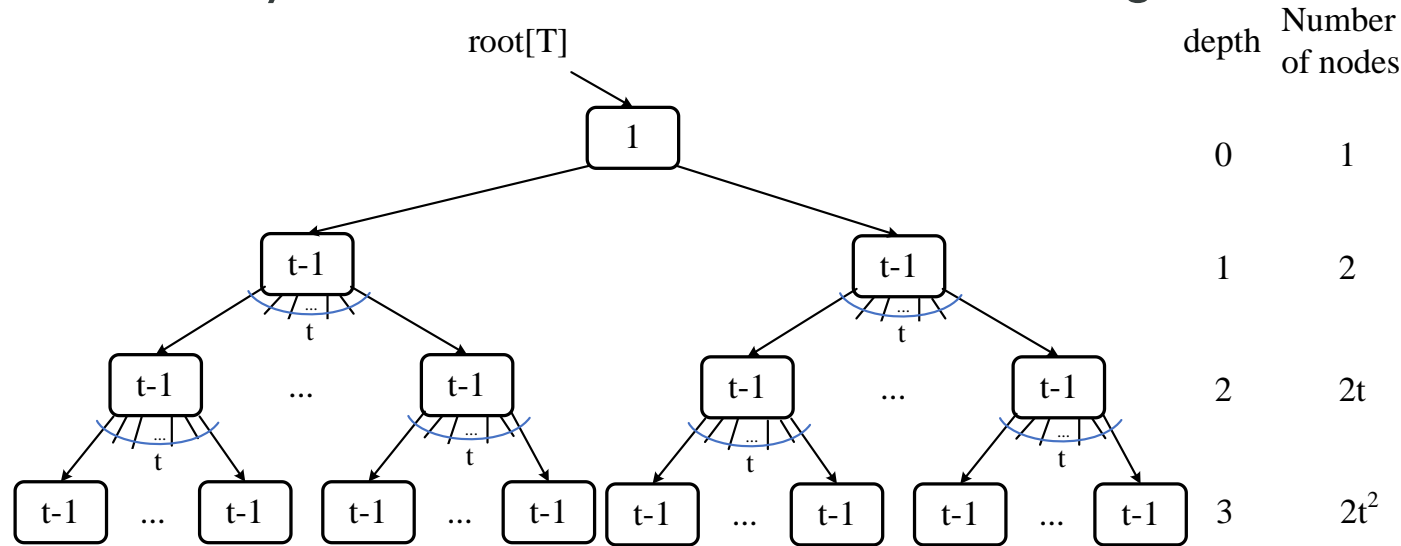 root[T]
depth
Number
of nodes
1
0
1
t-1
t-1
1
2
...
t
...
t
t-1
...
t-1
t-1
...
t-1
2
2t
...
t
...
t
...
t
...
t
t-1
...
t-1
t-1
...
t-1
t-1
...
t-1
t-1
...
t-1
3
2t²